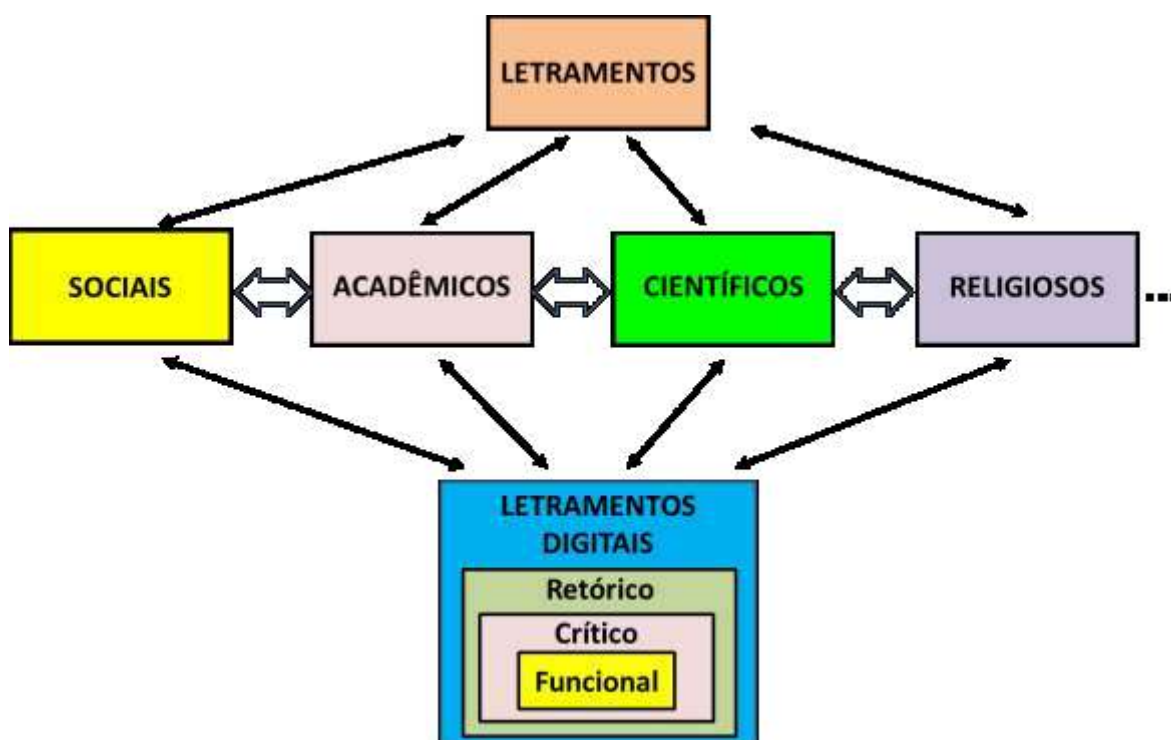 LETRAMENTOS
SOCIAIS
ACADÊMICOS
CIENTÍFICOS
RELIGIOSOS
...
LETRAMENTOS
DIGITAIS
Retórico
Crítico
Funcional